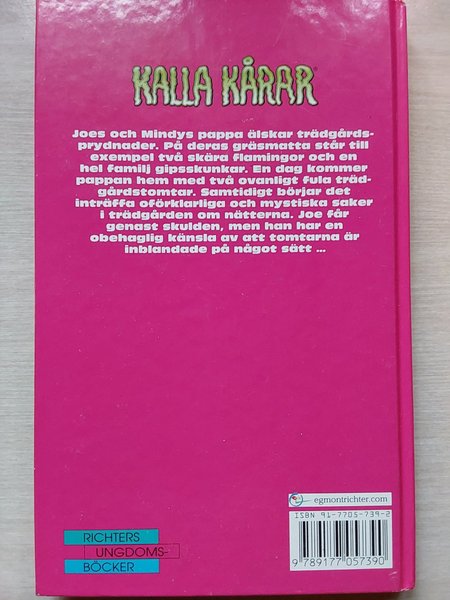 KALLA KÅRAR®
Joes och Mindys pappa älskar trädgårds-
prydnader. På deras gräsmatta står till
exempel två skära flamingor och en
hel familj gipsskunkar. En dag kommer
pappan hem med två ovanligt fula träd-
gårdstomtar. Samtidigt börjar det
inträffa oförklarliga och mystiska saker
i trädgården om nätterna. Joe får
genast skulden, men han har en
obehaglig känsla av att tomtarna är
inblandade på något sätt ...
egmontrichter.com
ISBN 91-7705-739-2
9 789177 057390
RICHTERS
UNGDOMS-
BÖCKER